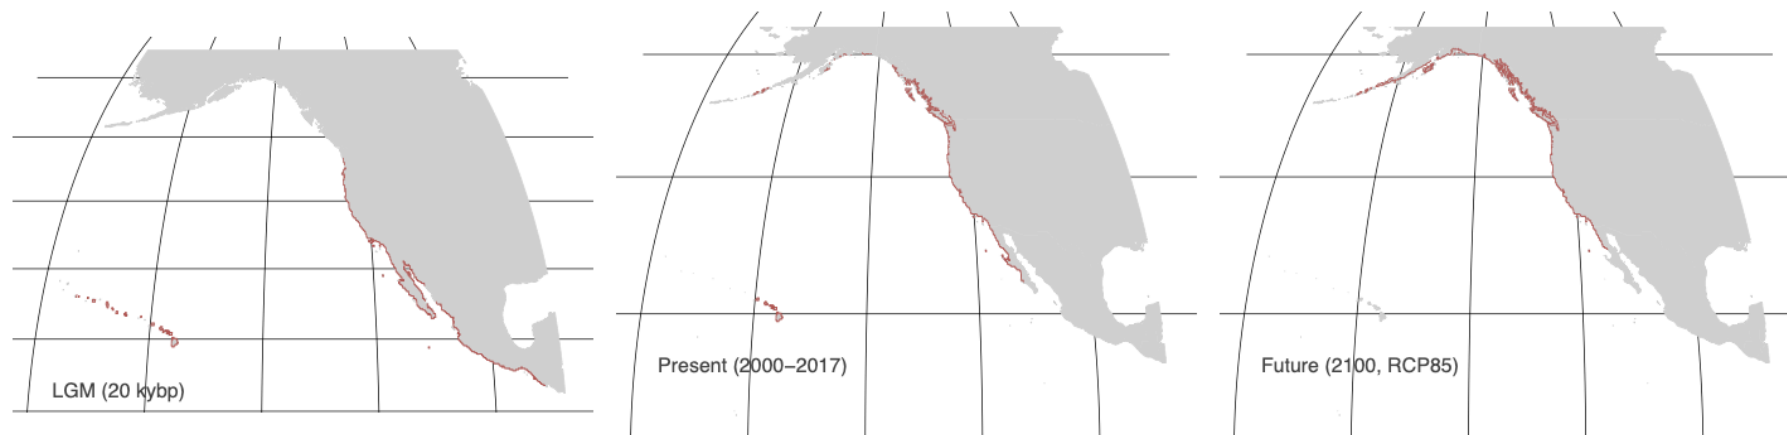 LGM (20 kybp)
Present (2000–2017)
Future (2100, RCP85)